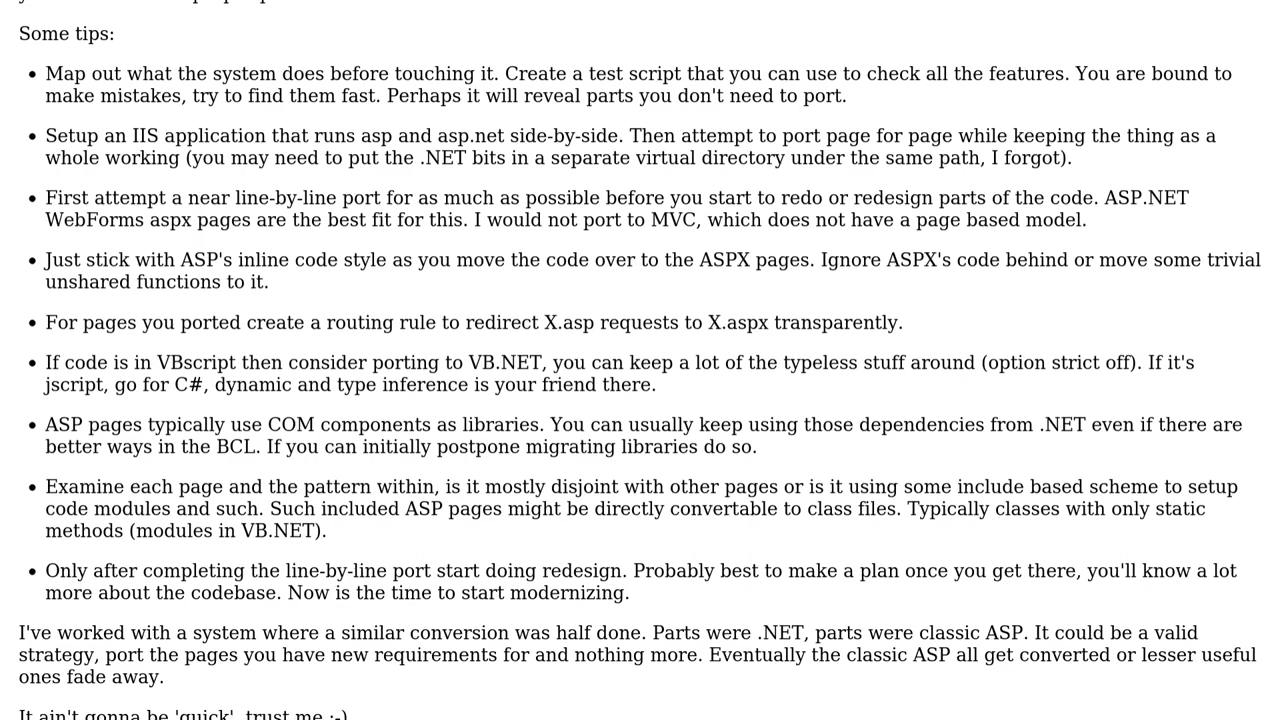 Some tips:
• Map out what the system does before touching it. Create a test script that you can use to check all the features. You are bound to
make mistakes, try to find them fast. Perhaps it will reveal parts you don't need to port.
• Setup an IIS application that runs asp and asp.net side-by-side. Then attempt to port page for page while keeping the thing as a
whole working (you may need to put the .NET bits in a separate virtual directory under the same path, I forgot).
• First attempt a near line-by-line port for as much as possible before you start to redo or redesign parts of the code. ASP.NET
WebForms aspx pages are the best fit for this. I would not port to MVC, which does not have a page based model.
• Just stick with ASP's inline code style as you move the code over to the ASPX pages. Ignore ASPX's code behind or move some trivial
unshared functions to it.
• For pages you ported create a routing rule to redirect X.asp requests to X.aspx transparently.
• If code is in VBscript then consider porting to VB.NET, you can keep a lot of the typeless stuff around (option strict off). If it's
jscript, go for C#, dynamic and type inference is your friend there.
• ASP pages typically use COM components as libraries. You can usually keep using those dependencies from .NET even if there are
better ways in the BCL. If you can initially postpone migrating libraries do so.
• Examine each page and the pattern within, is it mostly disjoint with other pages or is it using some include based scheme to setup
code modules and such. Such included ASP pages might be directly convertable to class files. Typically classes with only static
methods (modules in VB.NET).
• Only after completing the line-by-line port start doing redesign. Probably best to make a plan once you get there, you'll know a lot
more about the codebase. Now is the time to start modernizing.
I've worked with a system where a similar conversion was half done. Parts were .NET, parts were classic ASP. It could be a valid
strategy, port the pages you have new requirements for and nothing more. Eventually the classic ASP all get converted or lesser useful
ones fade away.
It ain't gonna be 'quick', trust me :-)